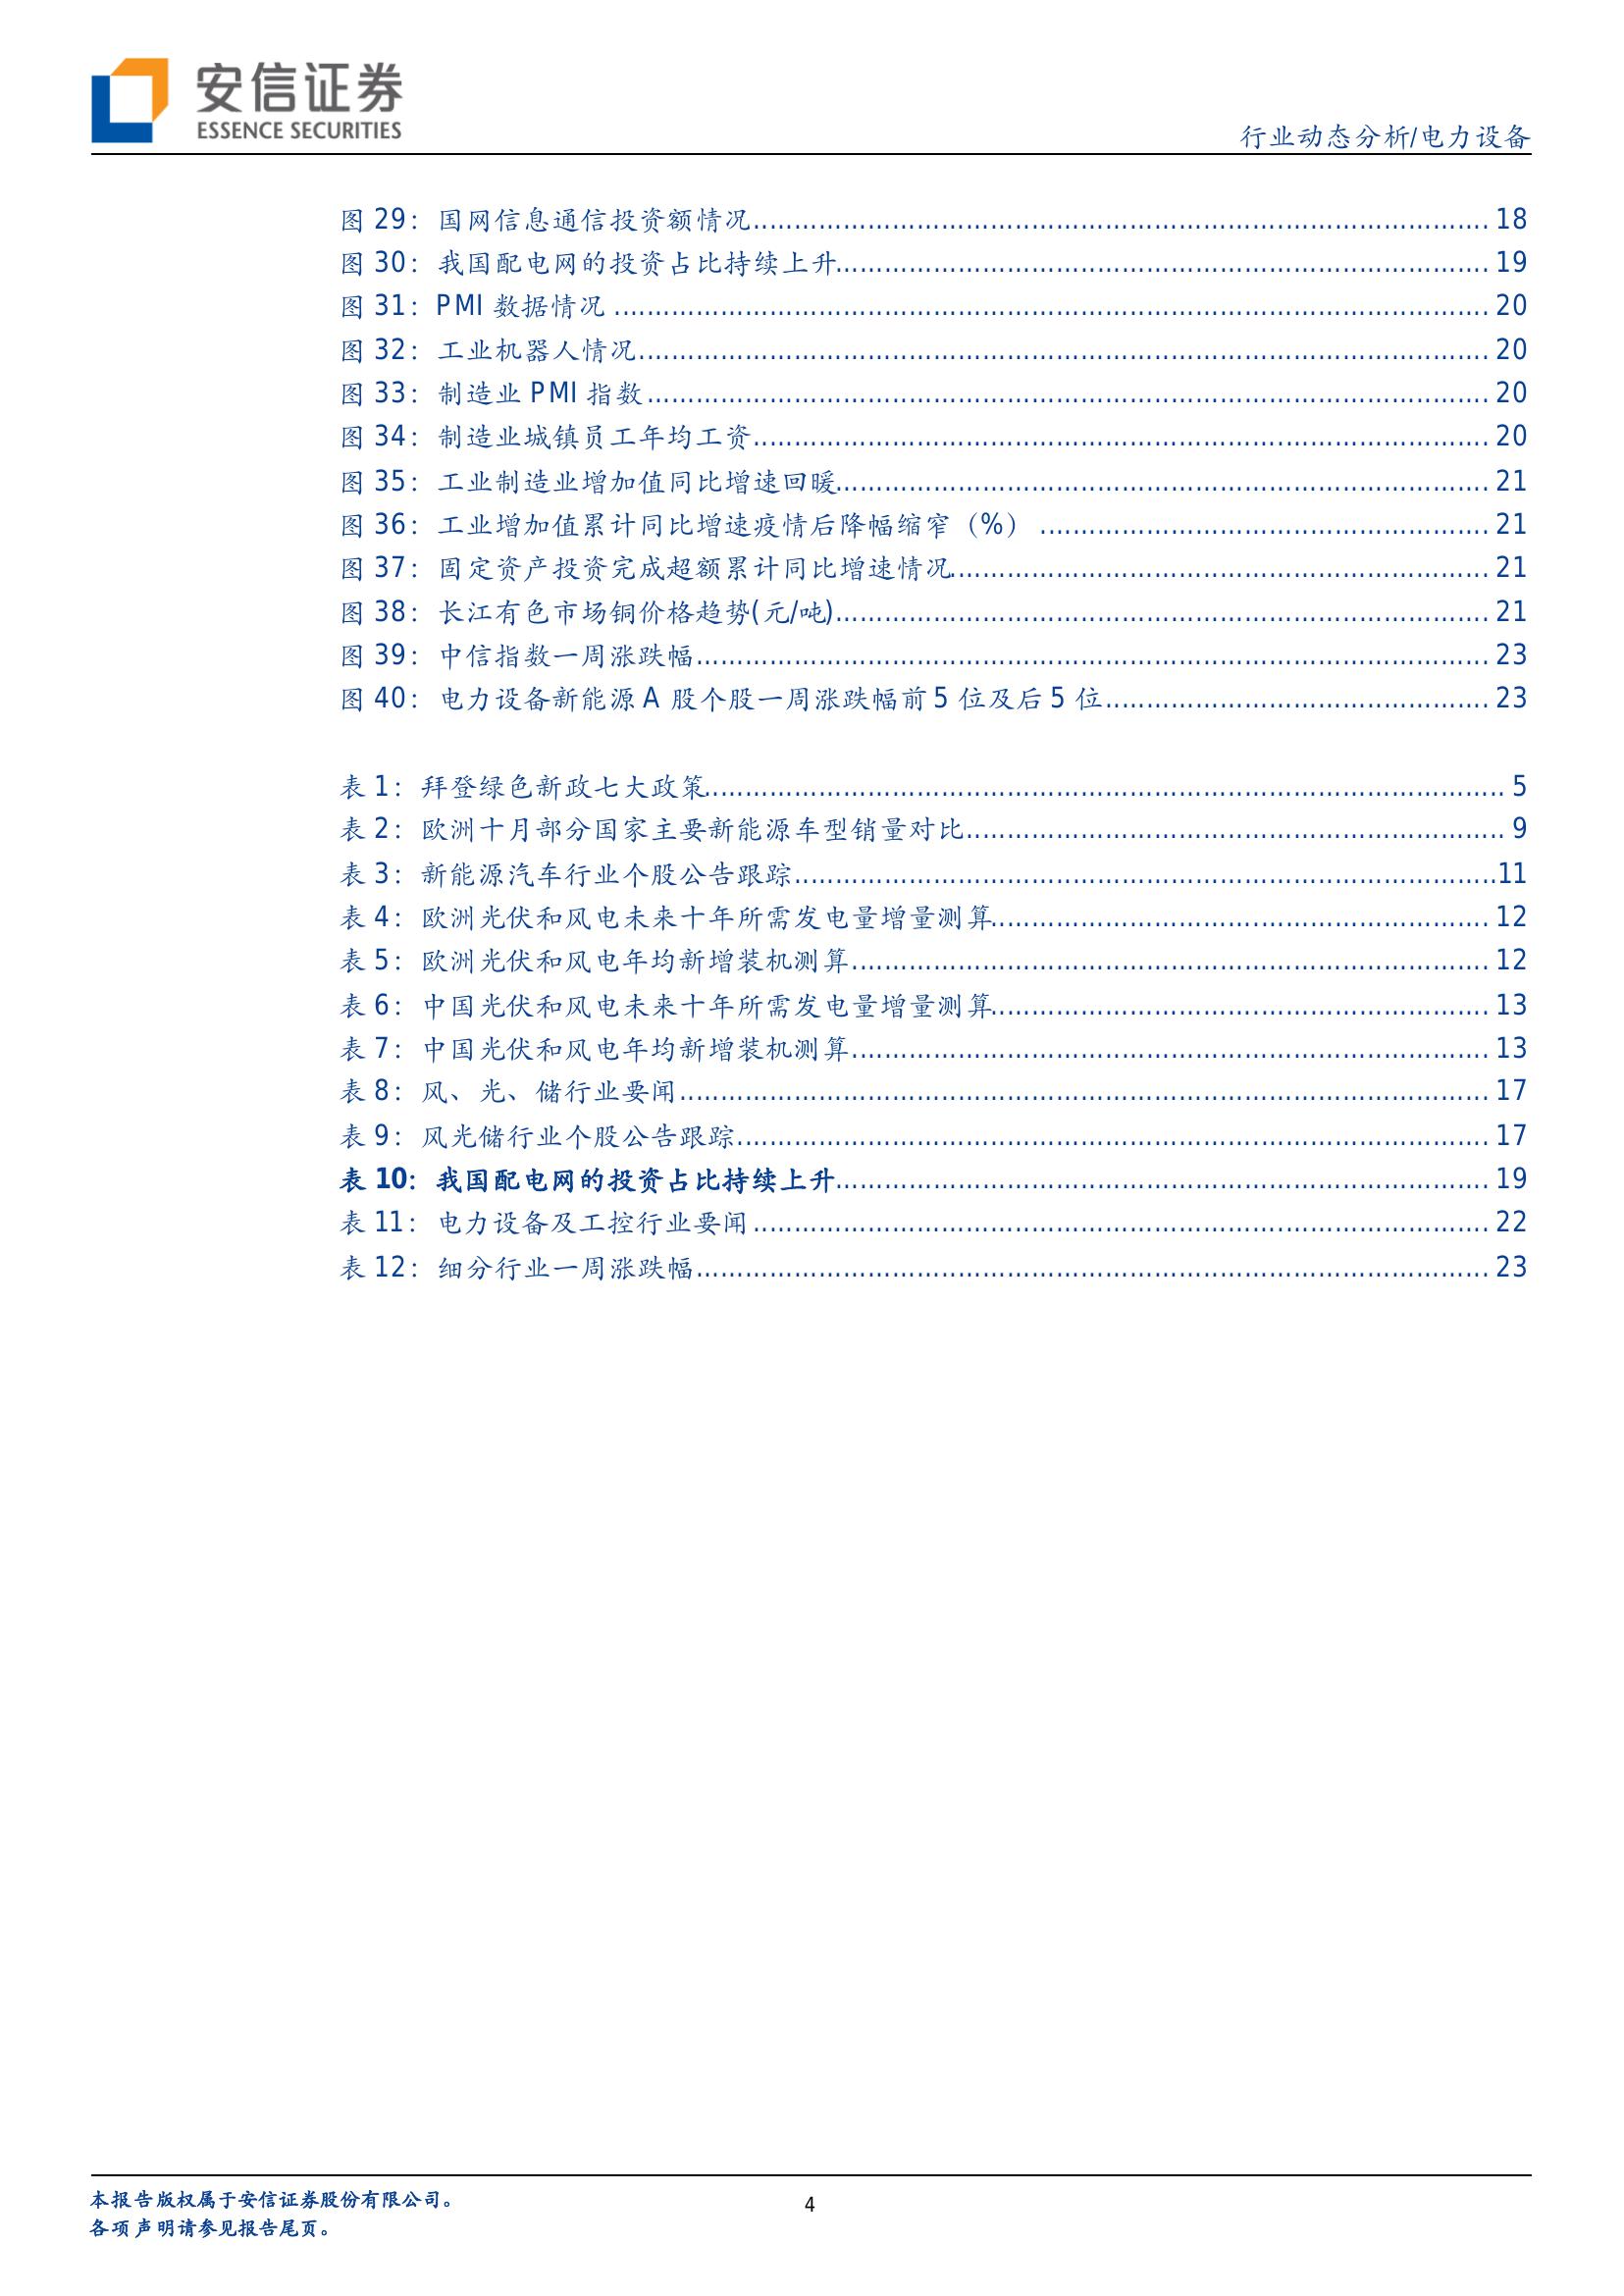 安信证券
ESSENCE SECURITIES
行业动态分析/电力设备
图 29：国网信息通信投资额情况 18
图 30：我国配电网的投资占比持续上升 19
图 31：PMI 数据情况 20
图 32：工业机器人情况 20
图 33：制造业 PMI 指数 20
图 34：制造业城镇员工年均工资 20
图 35：工业制造业增加值同比增速回暖 21
图 36：工业增加值累计同比增速疫情后降幅缩窄（%） 21
图 37：固定资产投资完成超额累计同比增速情况 21
图 38：长江有色市场铜价格趋势(元/吨) 21
图 39：中信指数一周涨跌幅 23
图 40：电力设备新能源 A 股个股一周涨跌幅前 5 位及后 5 位 23
表 1：拜登绿色新政七大政策 5
表 2：欧洲十月部分国家主要新能源车型销量对比 9
表 3：新能源汽车行业个股公告跟踪 11
表 4：欧洲光伏和风电未来十年所需发电量增量测算 12
表 5：欧洲光伏和风电年均新增装机测算 12
表 6：中国光伏和风电未来十年所需发电量增量测算 13
表 7：中国光伏和风电年均新增装机测算 13
表 8：风、光、储行业要闻 17
表 9：风光储行业个股公告跟踪 17
表 10：我国配电网的投资占比持续上升 19
表 11：电力设备及工控行业要闻 22
表 12：细分行业一周涨跌幅 23
本报告版权属于安信证券股份有限公司。
各项声明请参见报告尾页。
4